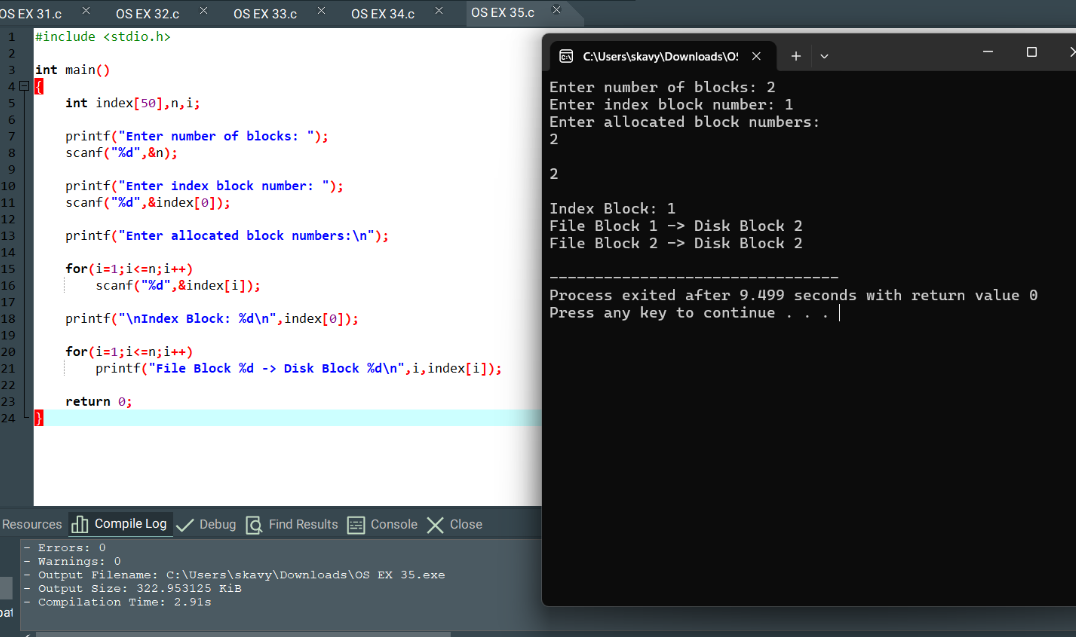 OS EX 31.c OS EX 32.c OS EX 33.c OS EX 34.c OS EX 35.c
1 #include <stdio.h>
2
3 int main()
4 {
5 int index[50],n,i;
6
7 printf("Enter number of blocks: ");
8 scanf("%d",&n);
9
10 printf("Enter index block number: ");
11 scanf("%d",&index[0]);
12
13 printf("Enter allocated block numbers:\n");
14
15 for(i=1;i<=n;i++)
16 scanf("%d",&index[i]);
17
18 printf("\nIndex Block: %d\n",index[0]);
19
20 for(i=1;i<=n;i++)
21 printf("File Block %d -> Disk Block %d\n",i,index[i]);
22
23 return 0;
24 }
C:\Users\skavy\Downloads\O!
Enter number of blocks: 2
Enter index block number: 1
Enter allocated block numbers:
2
2
Index Block: 1
File Block 1 -> Disk Block 2
File Block 2 -> Disk Block 2
--------------------------------
Process exited after 9.499 seconds with return value 0
Press any key to continue . . .
Resources Compile Log Debug Find Results Console Close
- Errors: 0
- Warnings: 0
- Output Filename: C:\Users\skavy\Downloads\OS EX 35.exe
- Output Size: 322.953125 KiB
- Compilation Time: 2.91s